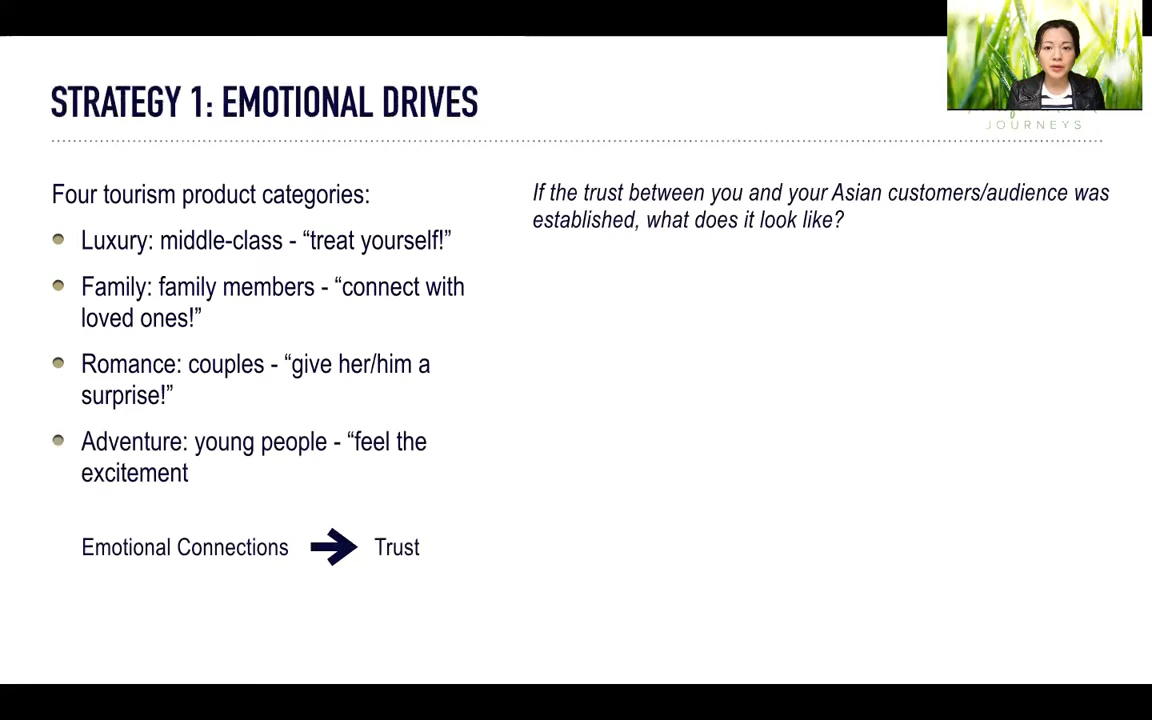 STRATEGY 1: EMOTIONAL DRIVES
JOURNEYS
Four tourism product categories:
Luxury: middle-class - “treat yourself!”
Family: family members - “connect with
loved ones!”
Romance: couples - “give her/him a
surprise!”
Adventure: young people - “feel the
excitement
Emotional Connections
Trust
If the trust between you and your Asian customers/audience was
established, what does it look like?